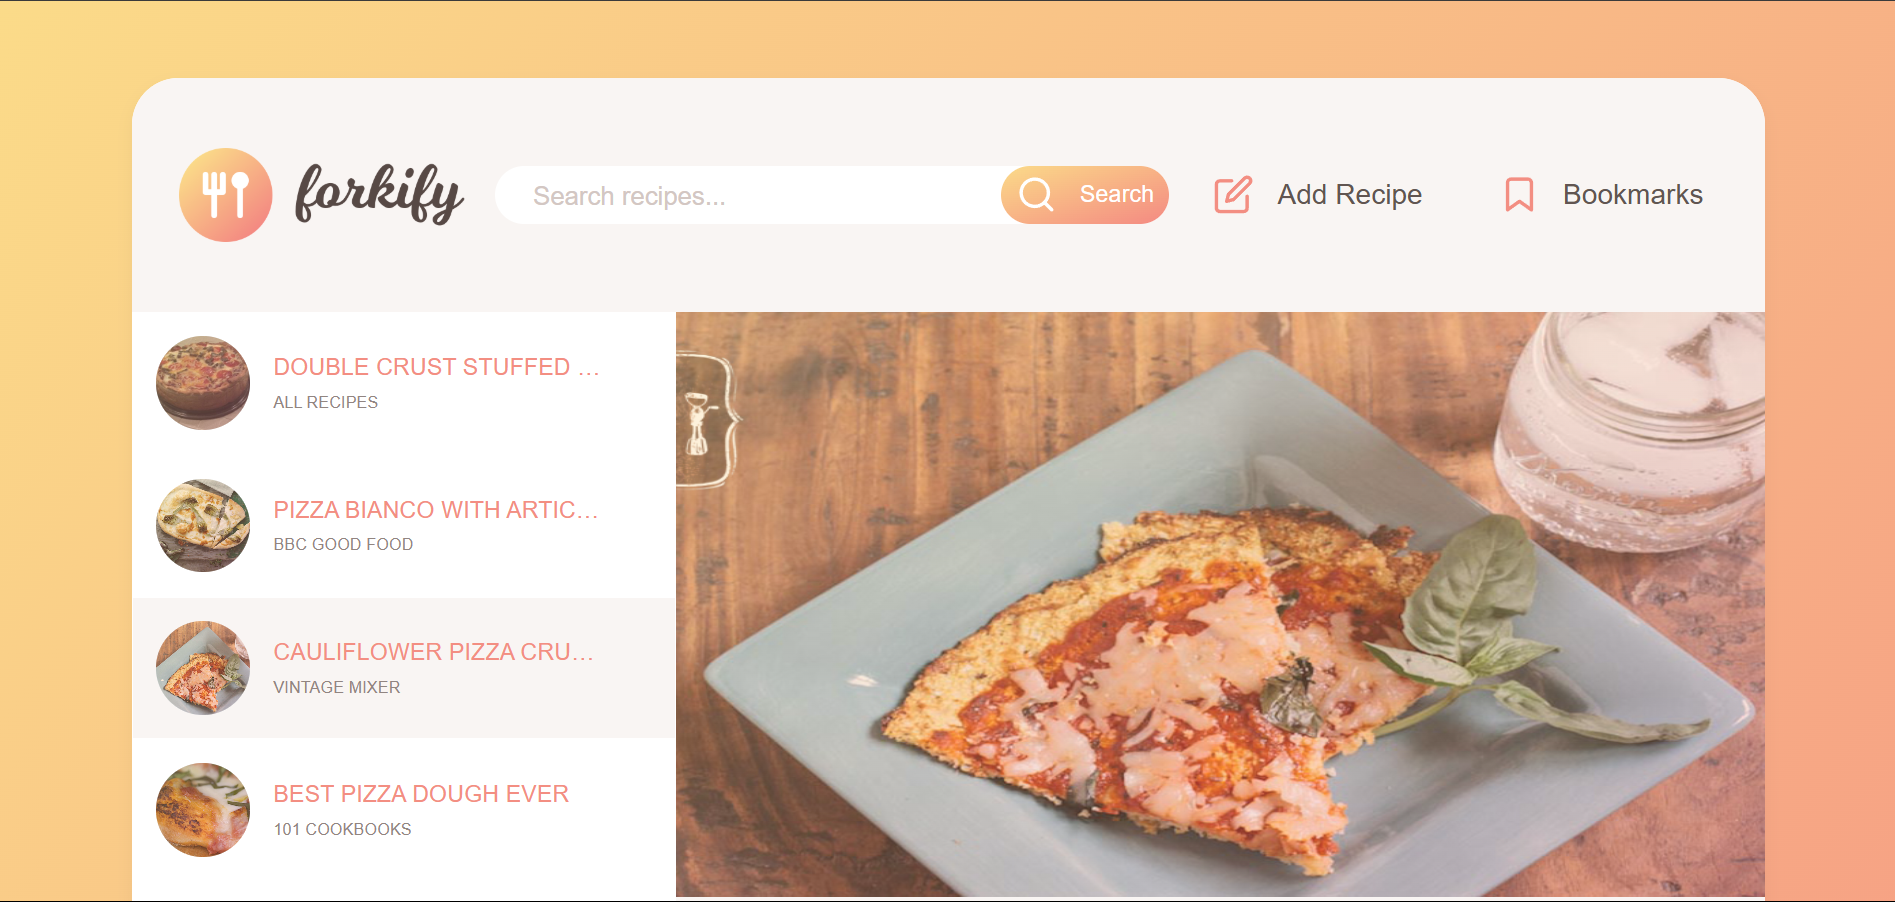 forkify
Search recipes...
Search
Add Recipe
Bookmarks
DOUBLE CRUST STUFFED ...
ALL RECIPES
PIZZA BIANCO WITH ARTIC...
BBC GOOD FOOD
CAULIFLOWER PIZZA CRU...
VINTAGE MIXER
BEST PIZZA DOUGH EVER
101 COOKBOOKS